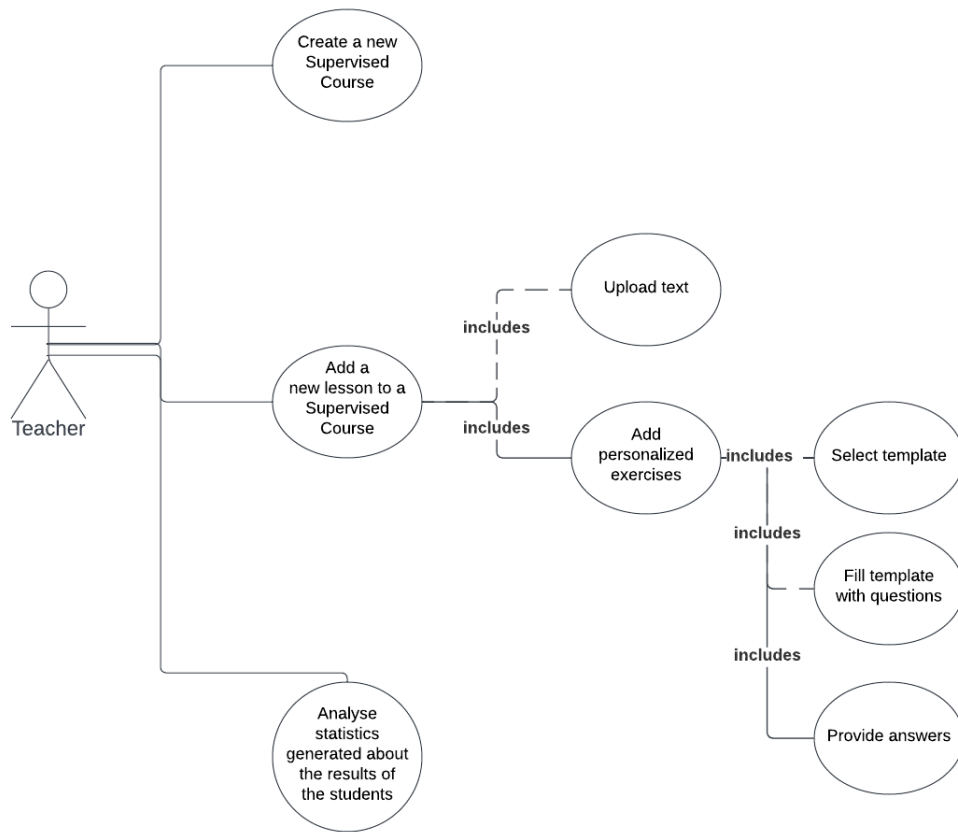 Create a new
Supervised
Course
Upload text
includes
Teacher
Add a
new lesson to a
Supervised
Course
includes
Add
personalized
exercises
includes
Select template
includes
Fill template
with questions
includes
Provide answers
Analyse
statistics
generated about
the results of
the students